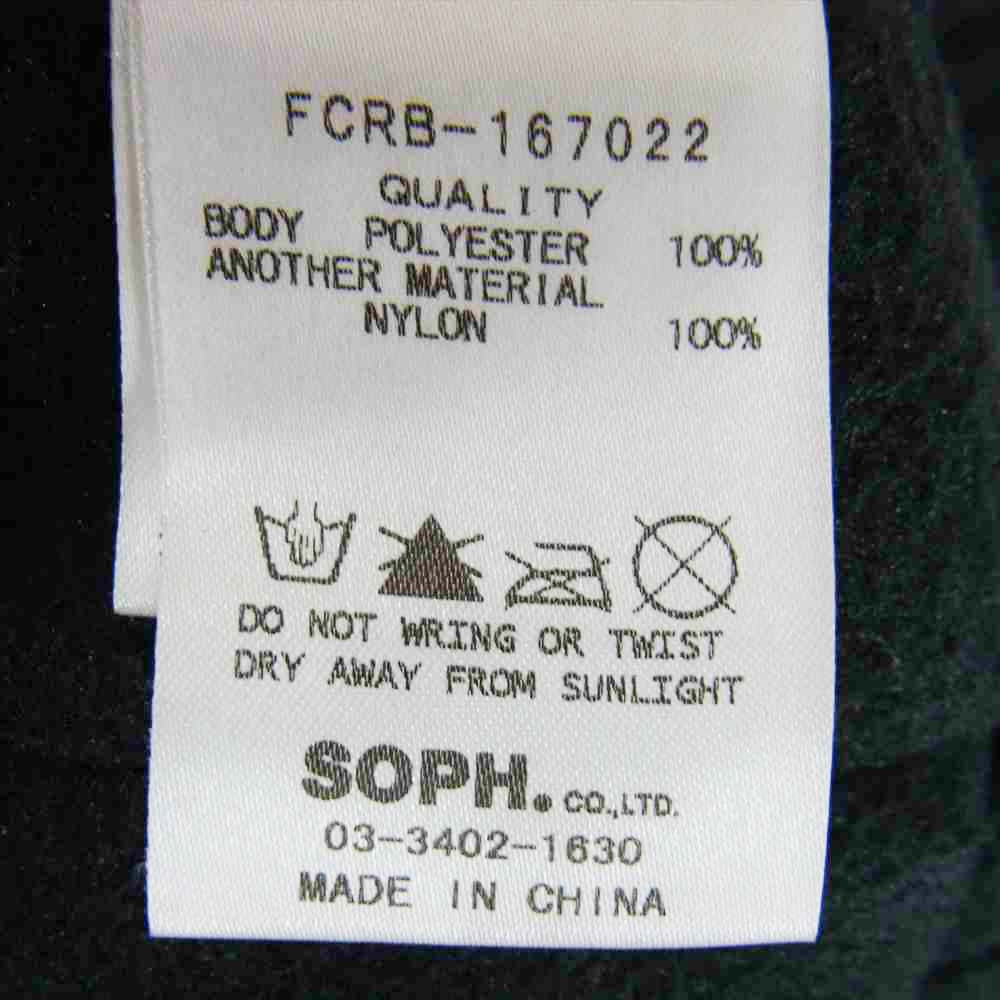 FCRB-167022
QUALITY
BODY POLYESTER 100%
ANOTHER MATERIAL
NYLON 100%
DO NOT WRING OR TWIST
DRY AWAY FROM SUNLIGHT
SOPH. CO.,LTD.
03-3402-1630
MADE IN CHINA